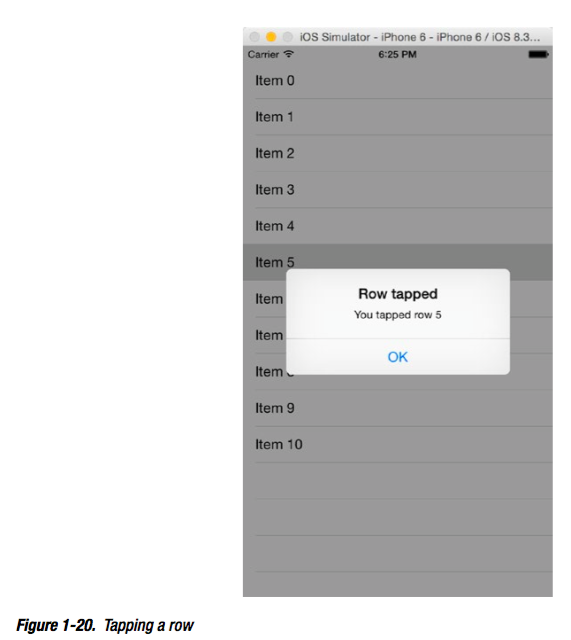 iOS Simulator - iPhone 6 - iPhone 6 / iOS 8.3...
Carrier 6:25 PM
Item 0
Item 1
Item 2
Item 3
Item 4
Item 5
Row tapped
You tapped row 5
OK
Item
Item
Item
Item 9
Item 10
Figure 1-20. Tapping a row